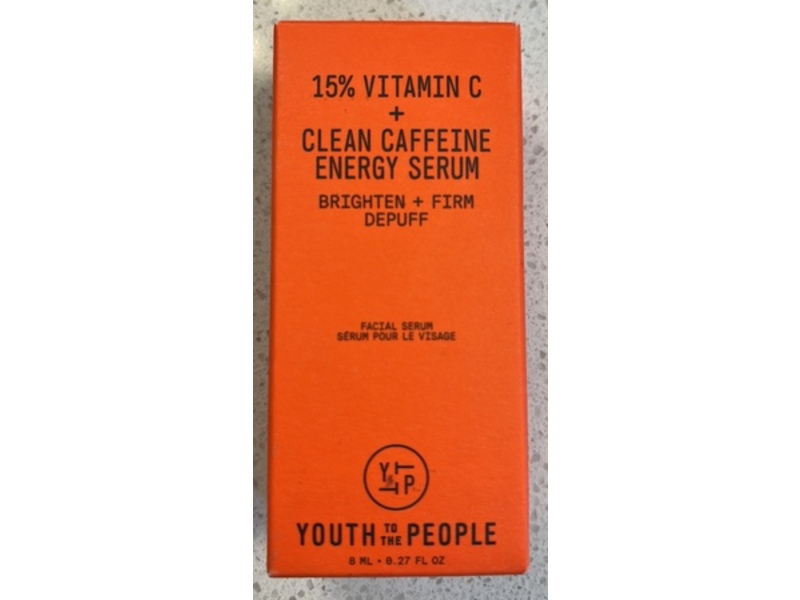 15% VITAMIN C
+
CLEAN CAFFEINE
ENERGY SERUM
BRIGHTEN + FIRM
DEPUFF
FACIAL SERUM
SÉRUM POUR LE VISAGE
Y TTP
YOUTH TO THE PEOPLE
8 ML • 0.27 FL OZ